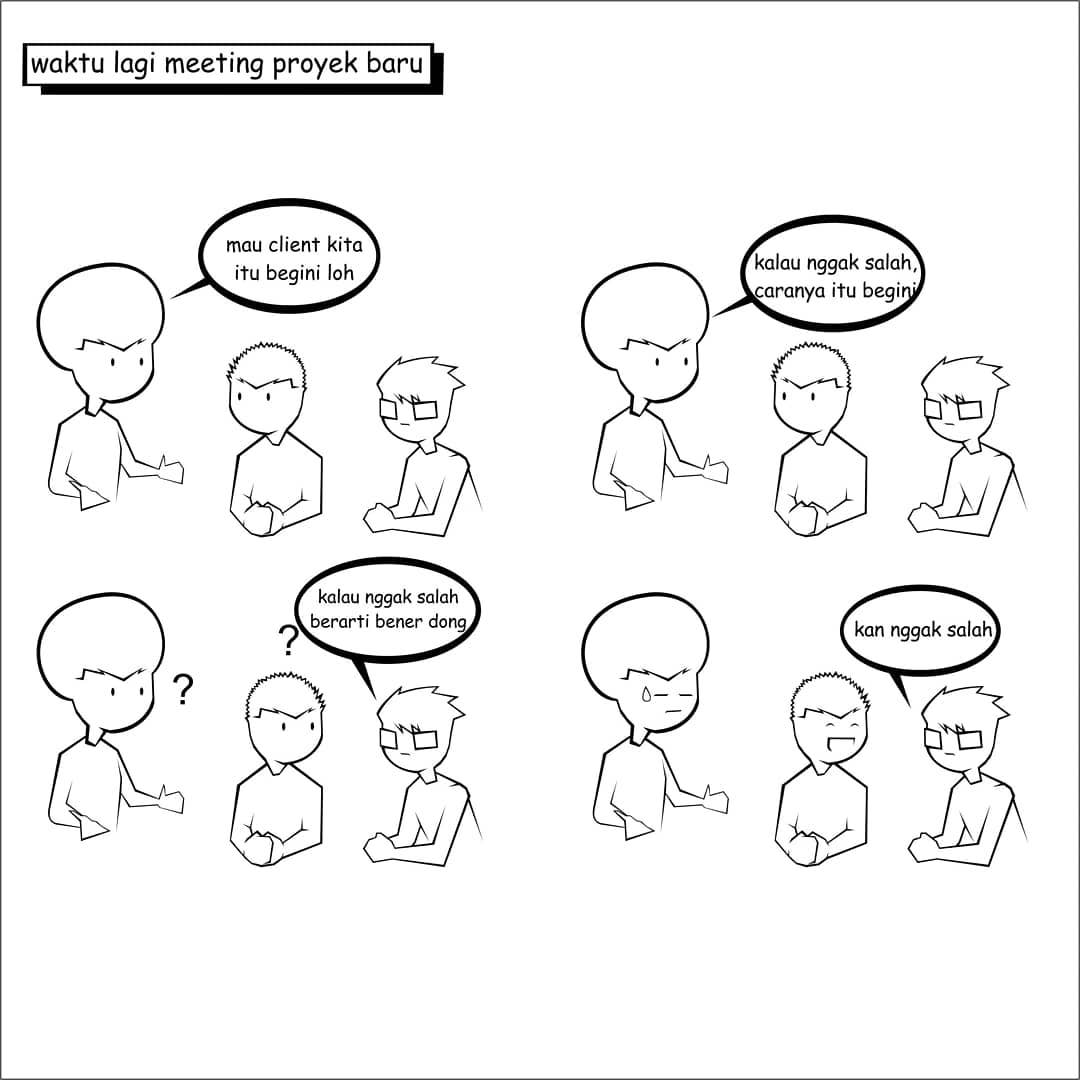 waktu lagi meeting proyek baru
mau client kita
itu begini loh
kalau nggak salah,
caranya itu begini
?
?
kalau nggak salah
berarti bener dong
kan nggak salah